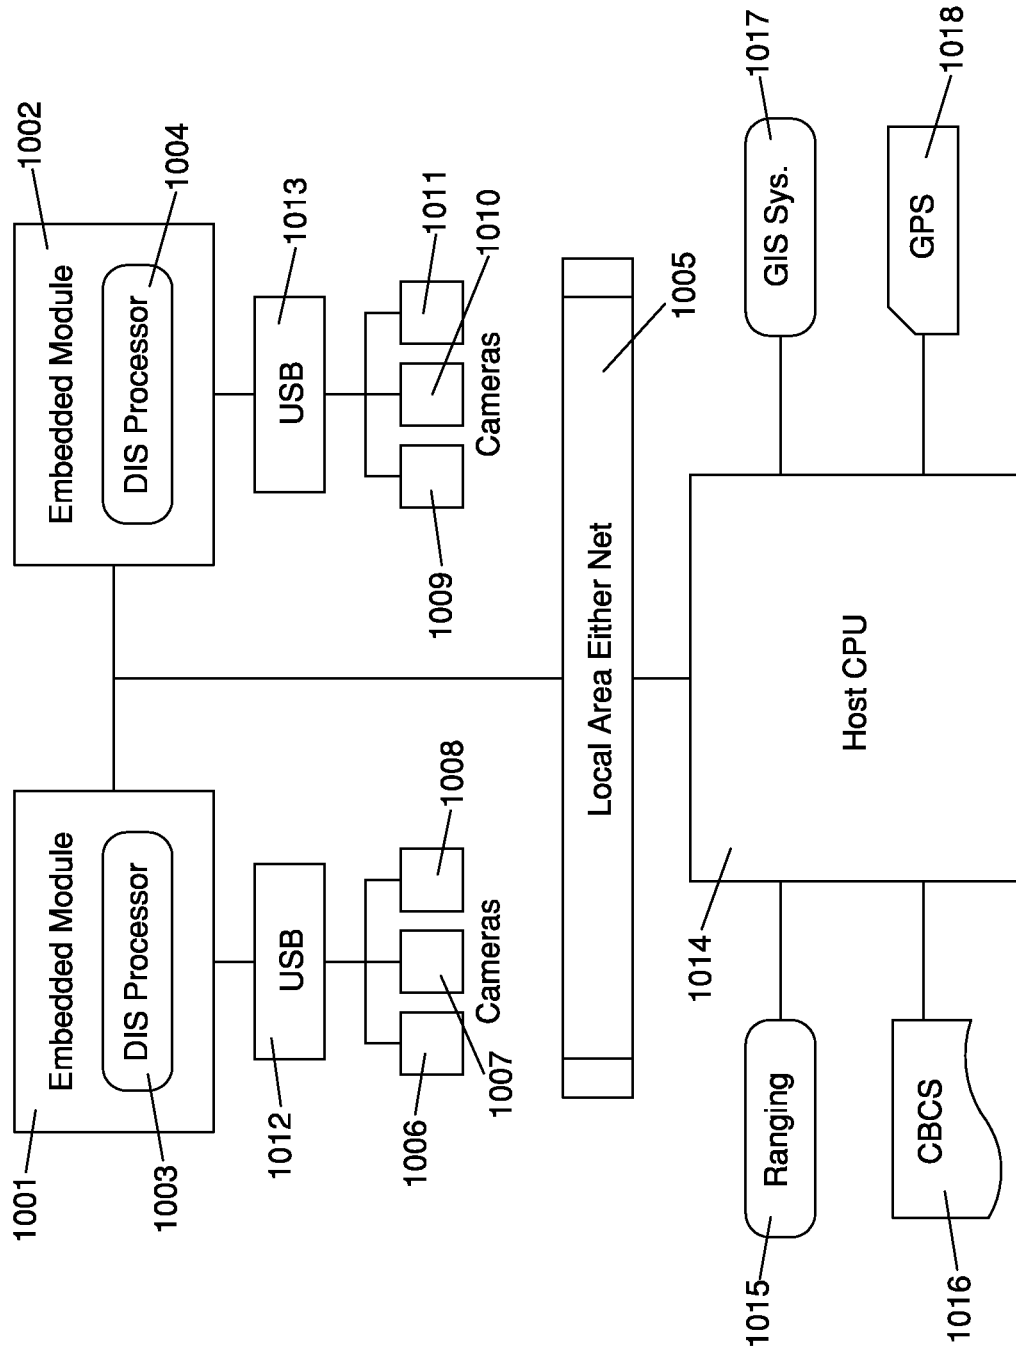 1001
Embedded Module
DIS Processor
1003
1002
Embedded Module
DIS Processor
1004
1012
USB
USB
1013
1006
1007
Cameras
1008
1009
Cameras
1010
1011
Local Area Either Net
1005
1014
Host CPU
1015
Ranging
1016
CBCS
GIS Sys.
1017
GPS
1018